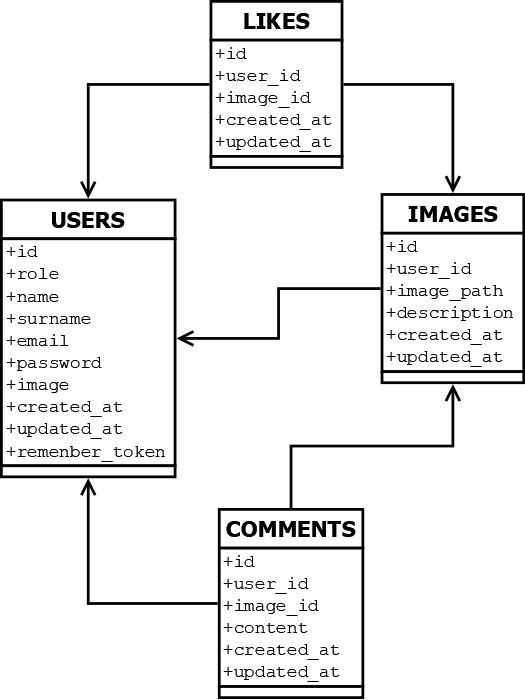 LIKES
+id
+user_id
+image_id
+created_at
+updated_at
USERS
+id
+role
+name
+surname
+email
+password
+image
+created_at
+updated_at
+remenber_token
IMAGES
+id
+user_id
+image_path
+description
+created_at
+updated_at
COMMENTS
+id
+user_id
+image_id
+content
+created_at
+updated_at